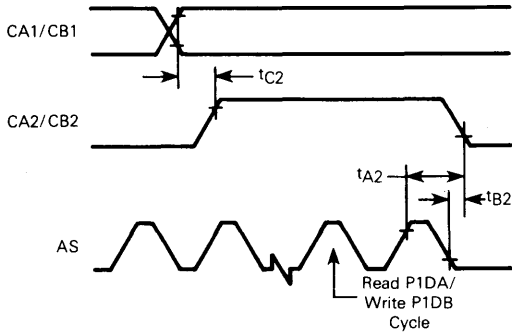 CA1/CB1
tC2
CA2/CB2
tA2
tB2
AS
Read P1DA/
Write P1DB
Cycle